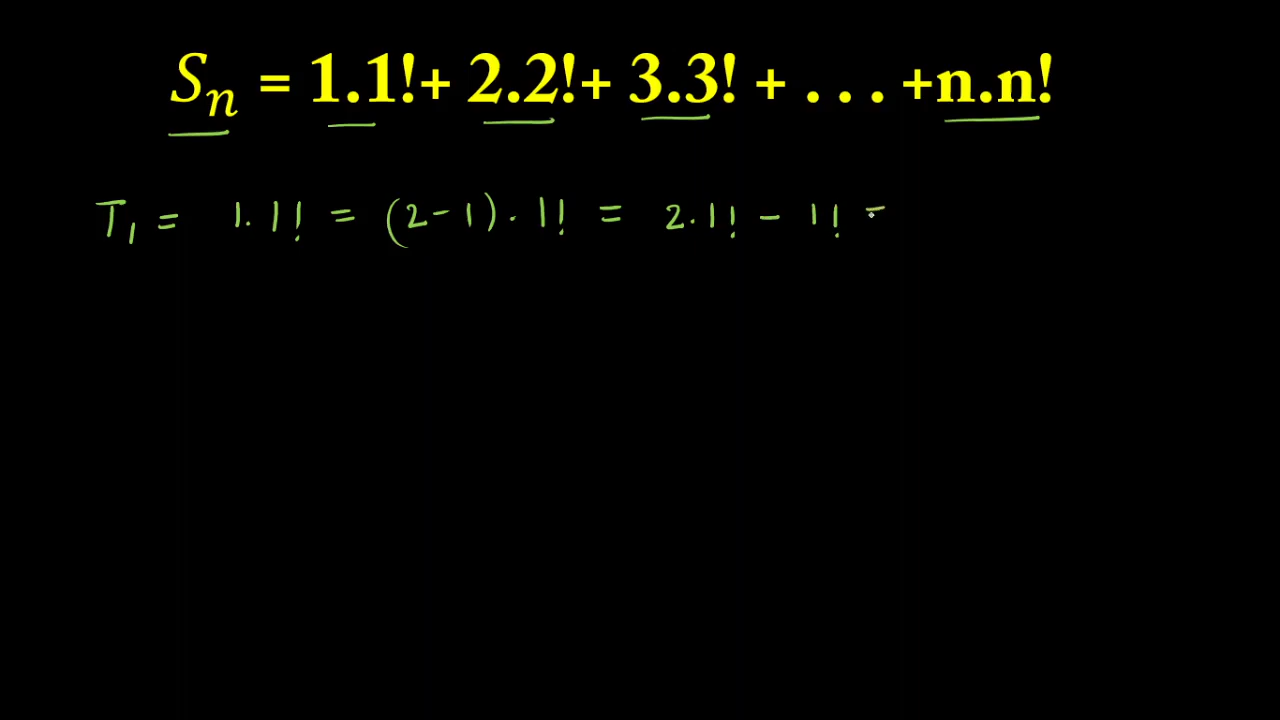 Sn = 1.1!+ 2.2!+ 3.3! + . . . +n.n!
T1 = 1.1! = (2-1).1! = 2.1! - 1! =